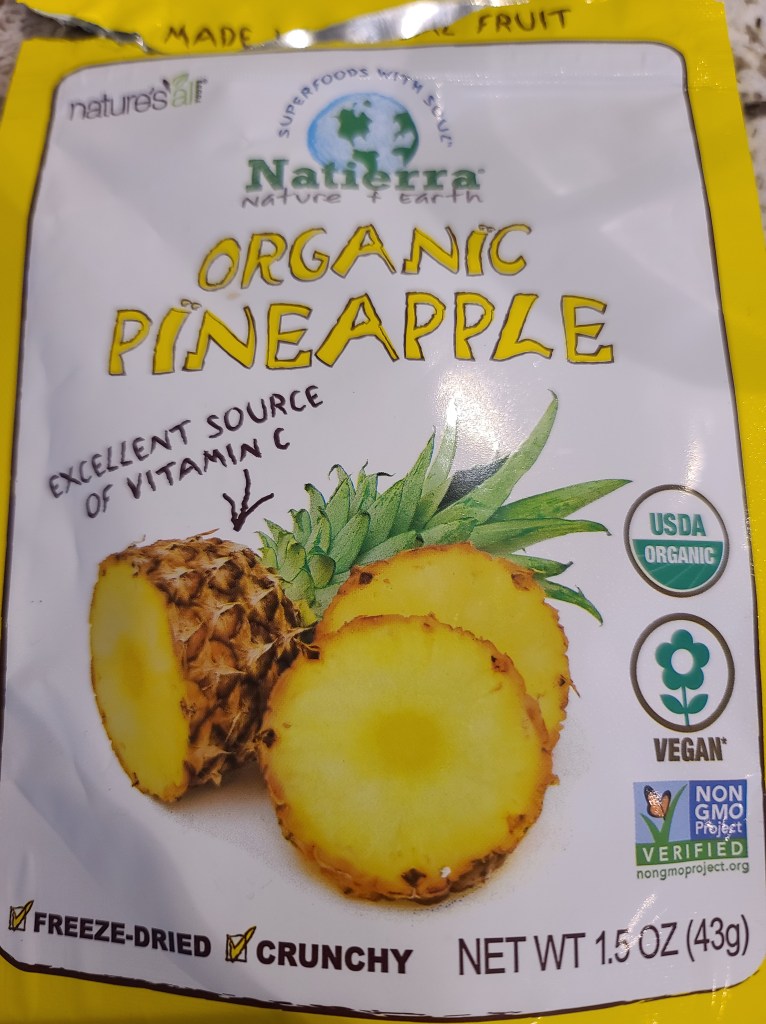 MADE FRUIT
nature's all
SUPERFOODS WITH SOUL
Natierra
Nature + Earth
ORGANIC
PINEAPPLE
EXCELLENT SOURCE
OF VITAMIN C
USDA
ORGANIC
VEGAN*
NON
GMO
Project
VERIFIED
nongmoproject.org
FREEZE-DRIED CRUNCHY NET WT 1.5 OZ (43g)